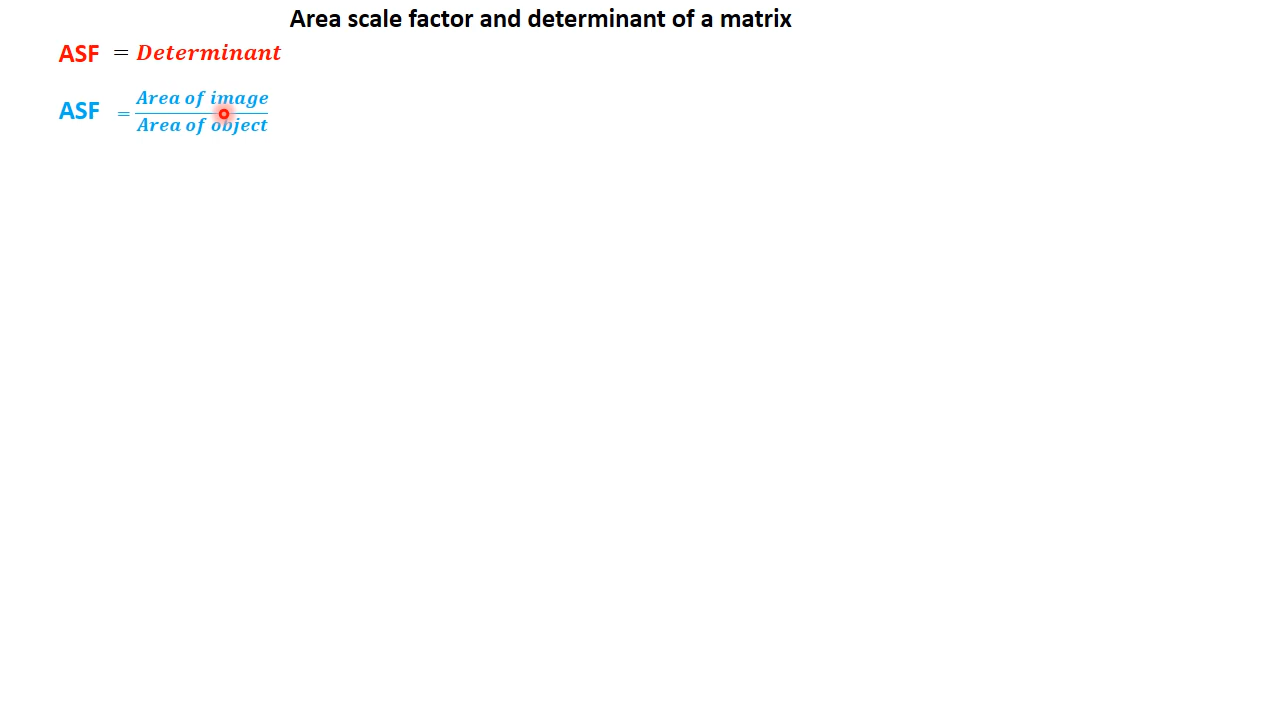 Area scale factor and determinant of a matrix
ASF = Determinant
ASF = Area of image / Area of object